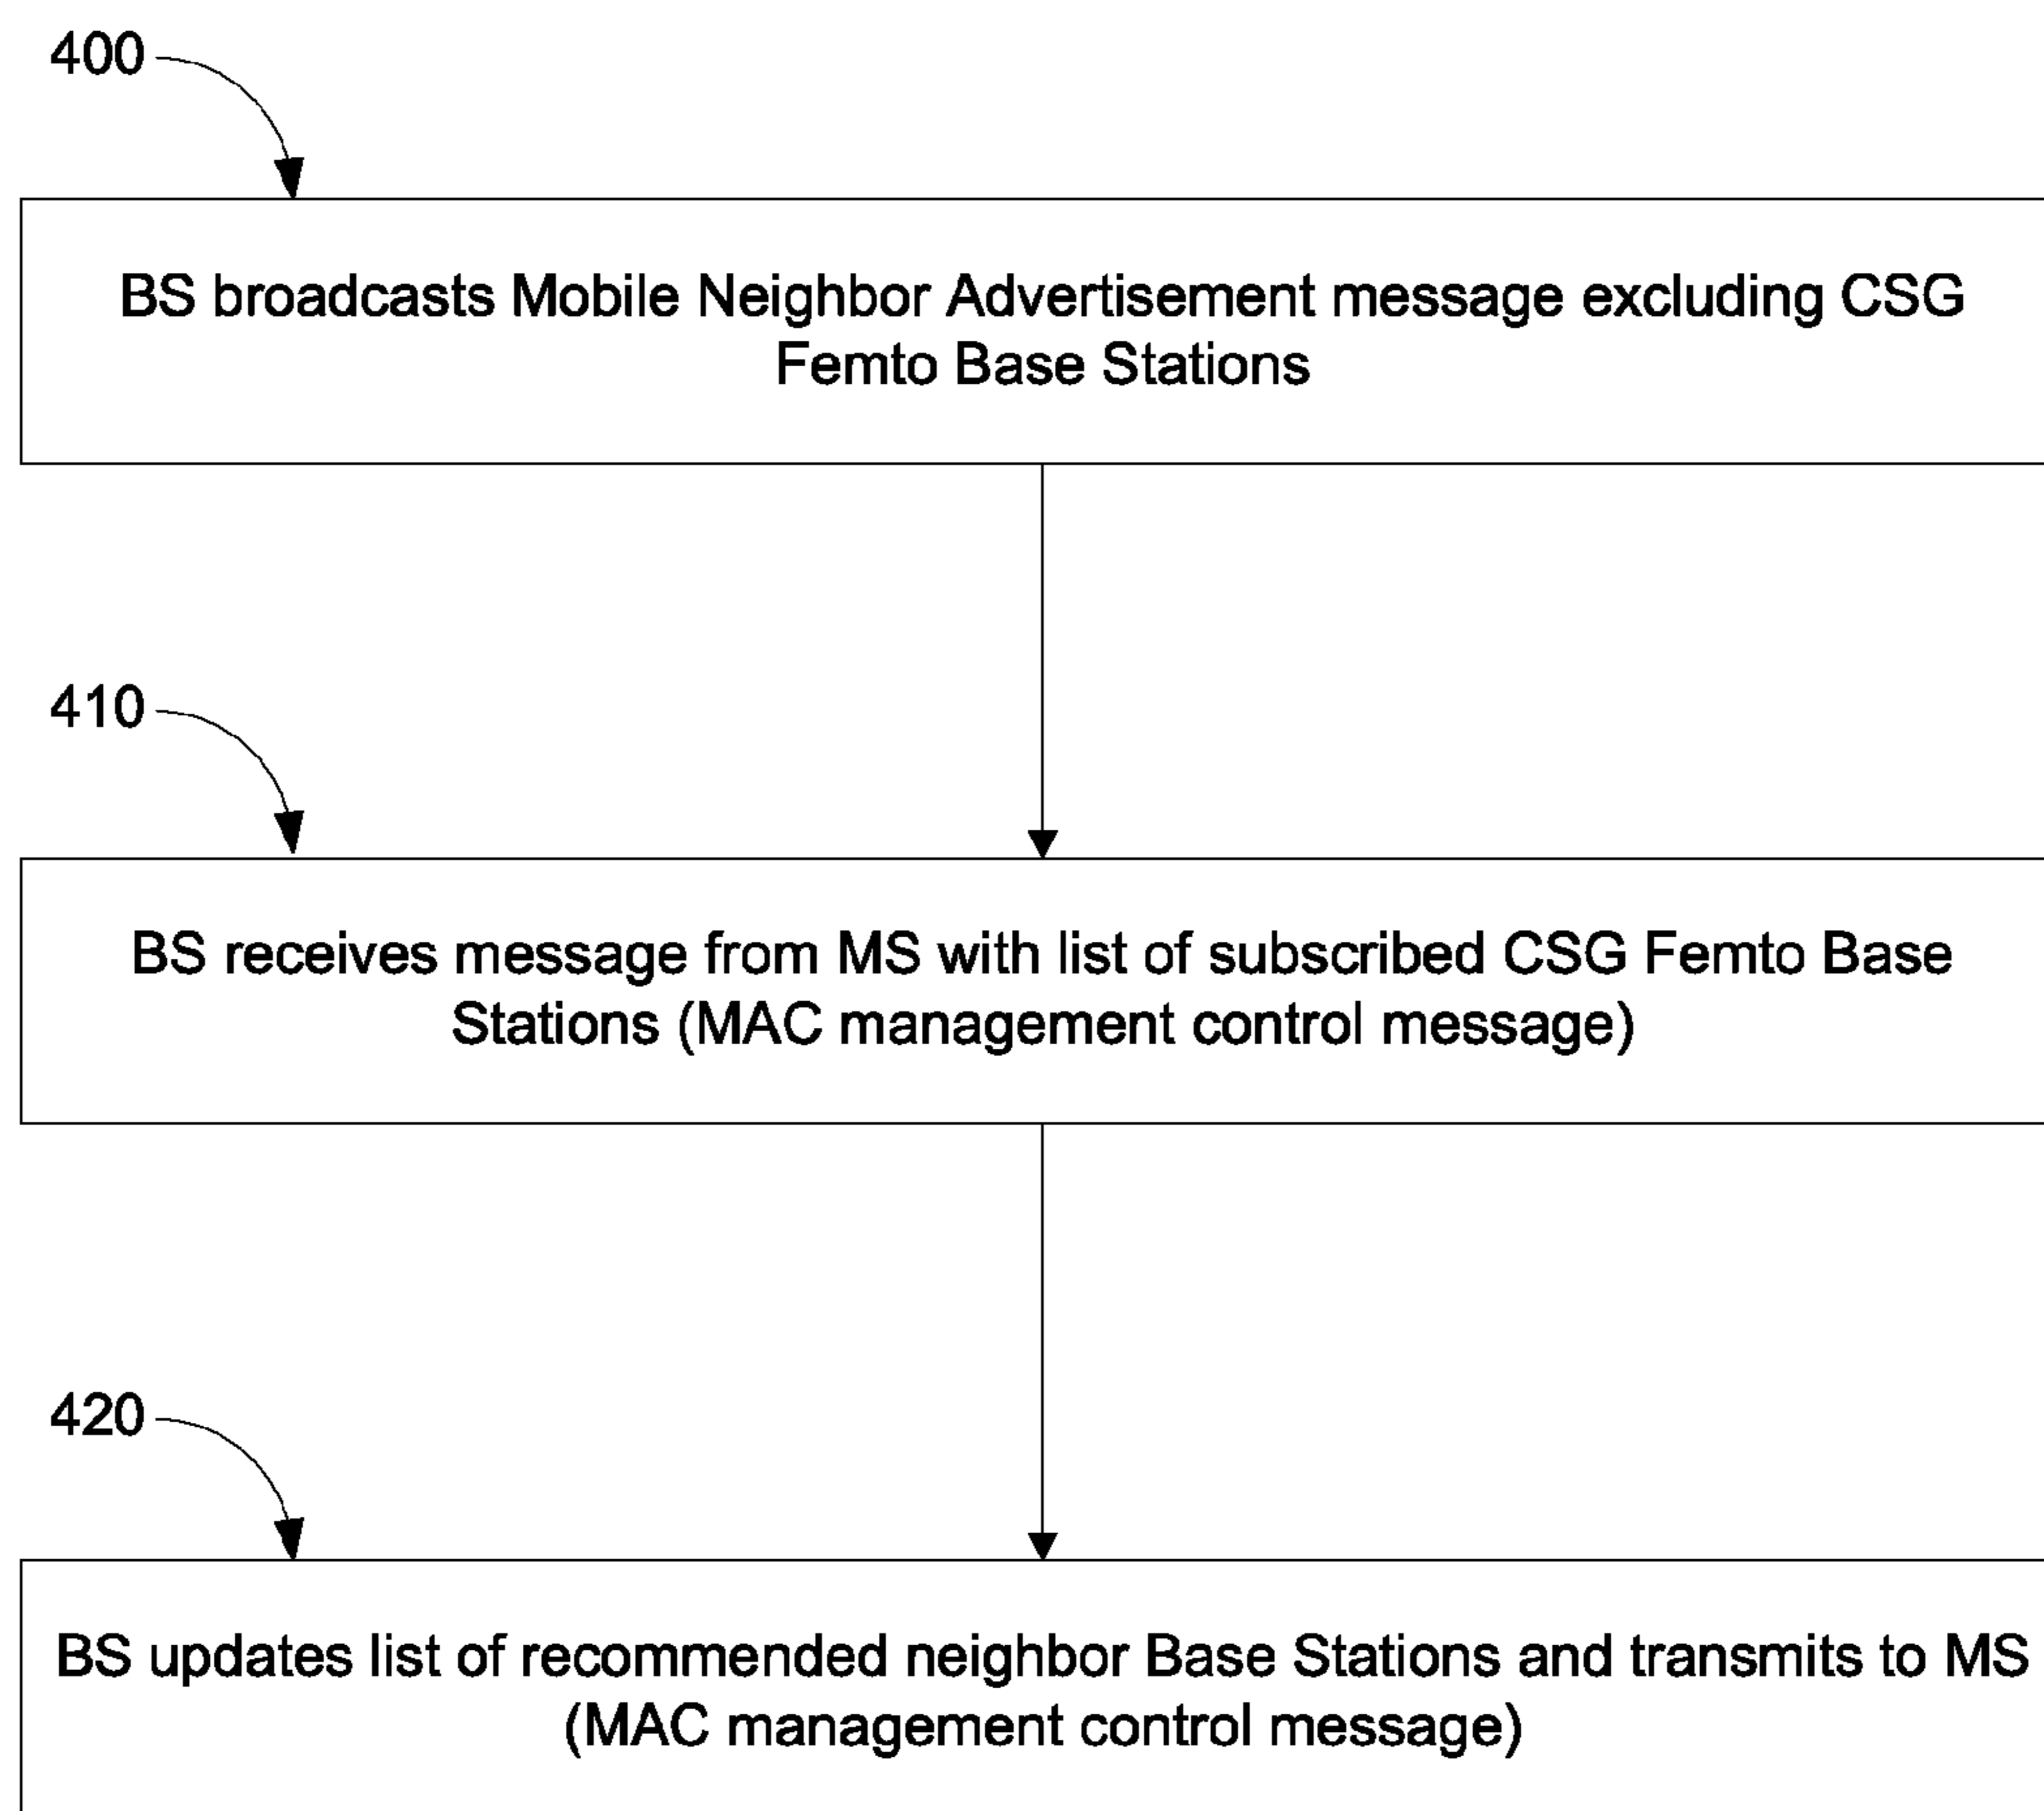 400
BS broadcasts Mobile Neighbor Advertisement message excluding CSG
Femto Base Stations
410
BS receives message from MS with list of subscribed CSG Femto Base
Stations (MAC management control message)
420
BS updates list of recommended neighbor Base Stations and transmits to MS
(MAC management control message)